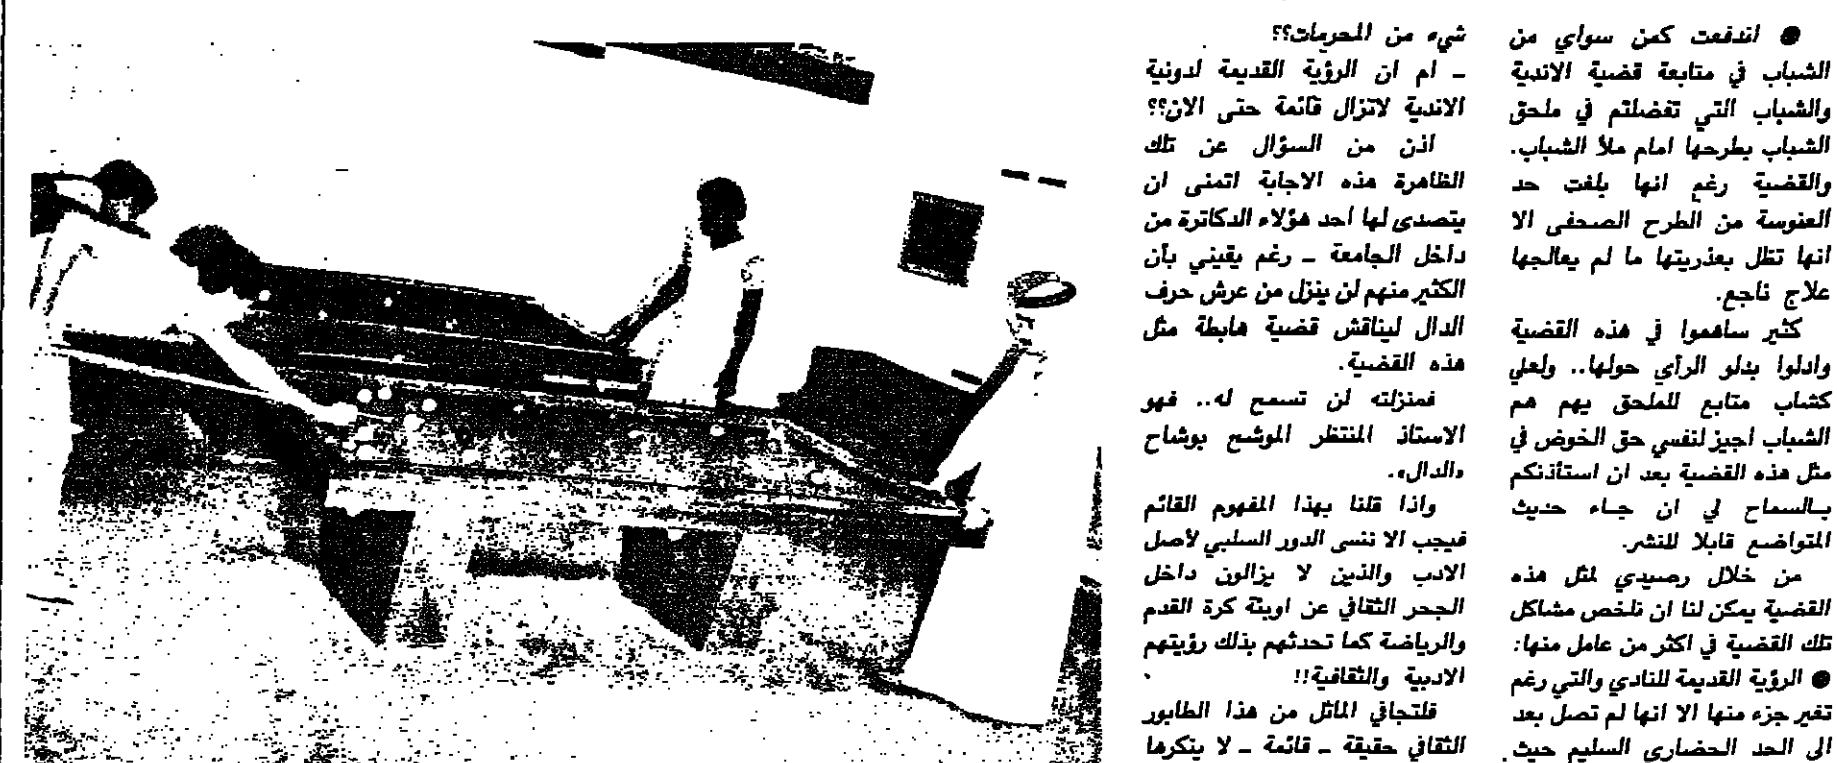 ● اندفعت كمن سواي من
الشباب في متابعة قضية الاندية
والشباب التي تفضلتم في ملحق
الشباب بطرحها امام ملأ الشباب.
والقضية رغم انها بلغت حد
العنوسة من الطرح الصحفى الا
انها تظل بعذريتها ما لم يعالجها
علاج ناجع.
كثير ساهموا في هذه القضية
وادلوا بدلو الرأي حولها.. ولعلي
كشاب متابع للملحق يهم هم
الشباب اجيز لنفسي حق الخوض في
مثل هذه القضية بعد ان استأذنكم
بالسماح لي ان جاء حديث
المتواضع قابلا للنشر.
من خلال رصيدي لمثل هذه
القضية يمكن لنا ان نلخص مشاكل
تلك القضية في اكثر من عامل منها:
● الرؤية القديمة للنادي والتي رغم
تغير جزء منها الا انها لم تصل بعد
الى الحد الحضارى السليم حيث
شيء من المحرمات؟؟
ـ ام ان الرؤية القديمة لدونية
الاندية لاتزال قائمة حتى الان؟؟
اذن من السؤال عن تلك
الظاهرة هذه الاجابة اتمنى ان
يتصدى لها احد هؤلاء الدكاترة من
داخل الجامعة ـ رغم يقيني بأن
الكثير منهم لن ينزل من عرش حرف
الدال ليناقش قضية هابطة مثل
هذه القضية.
فمنزلته لن تسمح له.. فهو
الاستاذ المنتظر الموشح بوشاح
«الدال».
واذا قلنا بهذا المفهوم القائم
فيجب الا ننسى الدور السلبي لأصل
الادب والذين لا يزالون داخل
الجحر الثقافي عن اوبئة كرة القدم
والرياضة كما تحدثهم بذلك رؤيتهم
الادبية والثقافية!!
فلتجافي الماثل من هذا الطابور
الثقافي حقيقة ـ قائمة ـ لا ينكرها